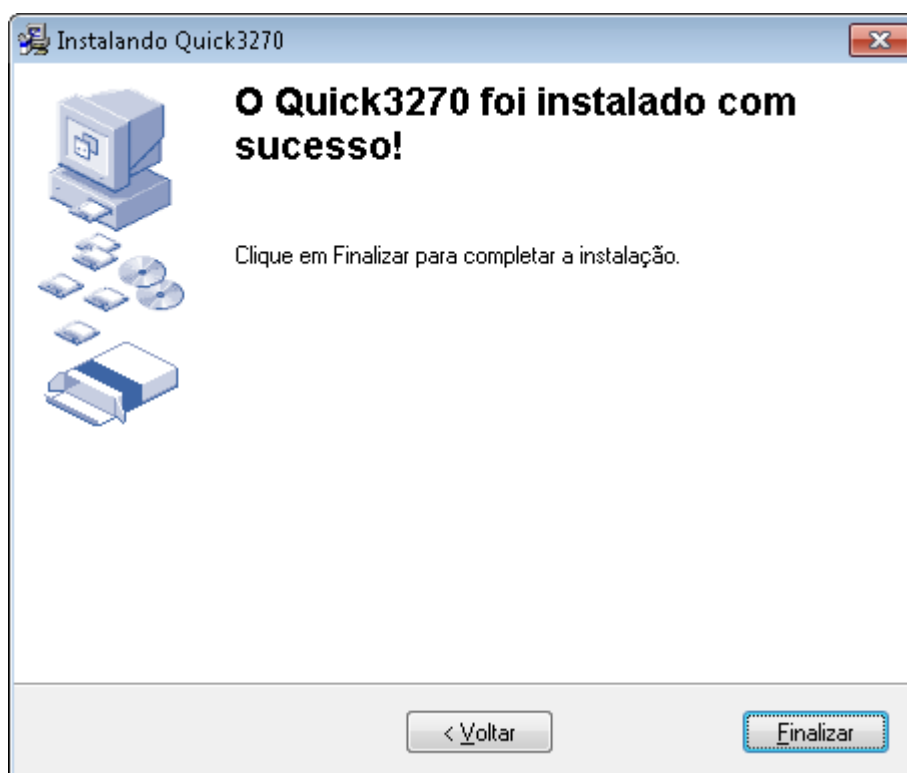 Instalando Quick3270
O Quick3270 foi instalado com
sucesso!
Clique em Finalizar para completar a instalação.
< Voltar
Finalizar